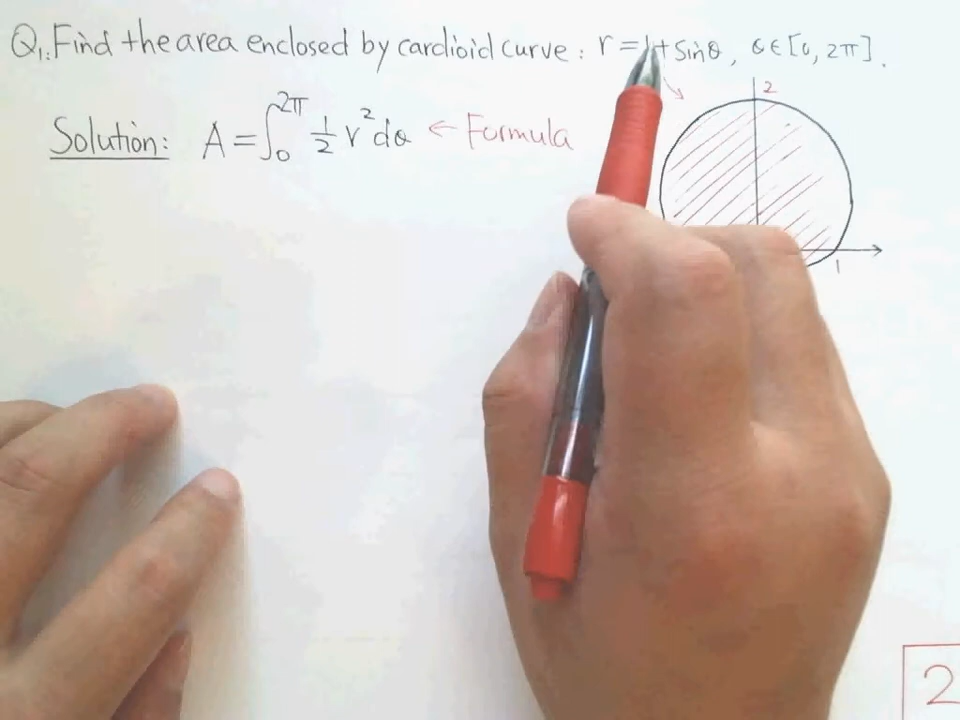 Q1: Find the area enclosed by cardioid curve: r = 1 + Sinθ, θ∈[0, 2π].
Solution: A = ∫₀^2π 1/2 r² dθ ← Formula
2
1
2